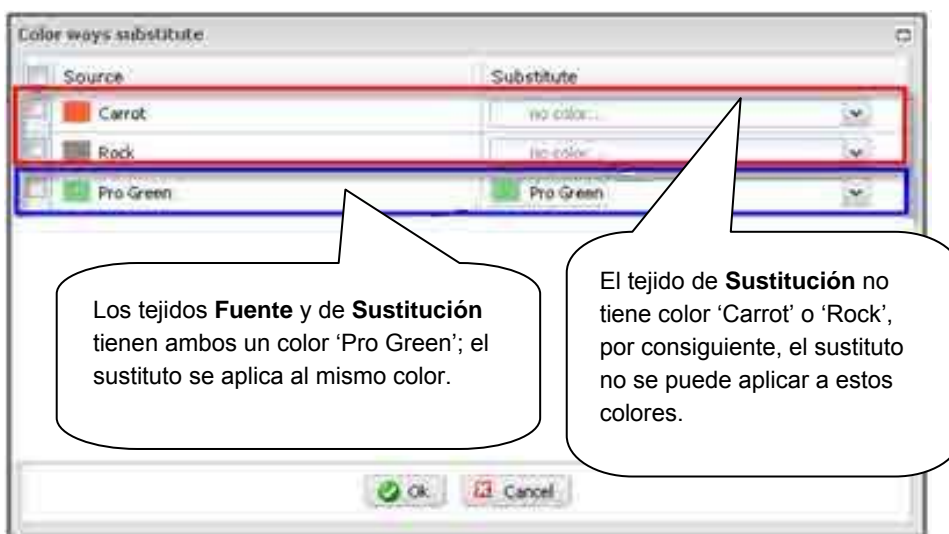 Color ways substitute
Source Substitute
Carrot no color...
Rock no color...
Pro Green Pro Green
Los tejidos Fuente y de Sustitución
tienen ambos un color ‘Pro Green’; el
sustituto se aplica al mismo color.
El tejido de Sustitución no
tiene color ‘Carrot’ o ‘Rock’,
por consiguiente, el sustituto
no se puede aplicar a estos
colores.
Ok Cancel